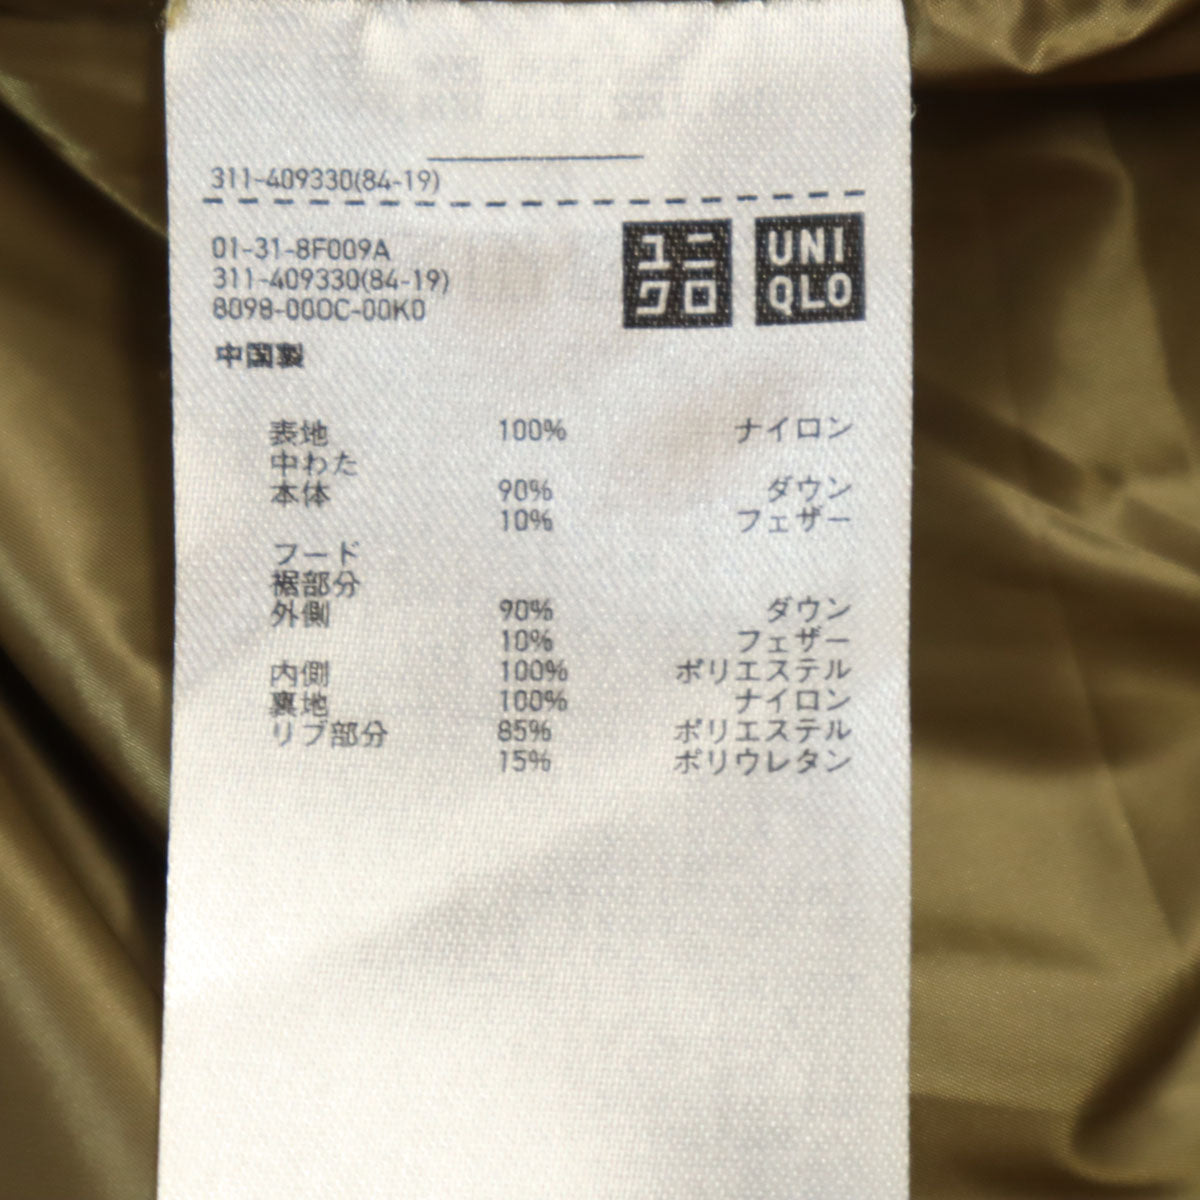 311-409330(84-19)
01-31-8F009A
311-409330(84-19)
8098-000C-00K0
ユニクロ
UNIQLO
中国製
表地 100% ナイロン
中わた
本体 90% ダウン
10% フェザー
フード
裾部分
外側 90% ダウン
10% フェザー
内側 100% ポリエステル
裏地 100% ナイロン
リブ部分 85% ポリエステル
15% ポリウレタン